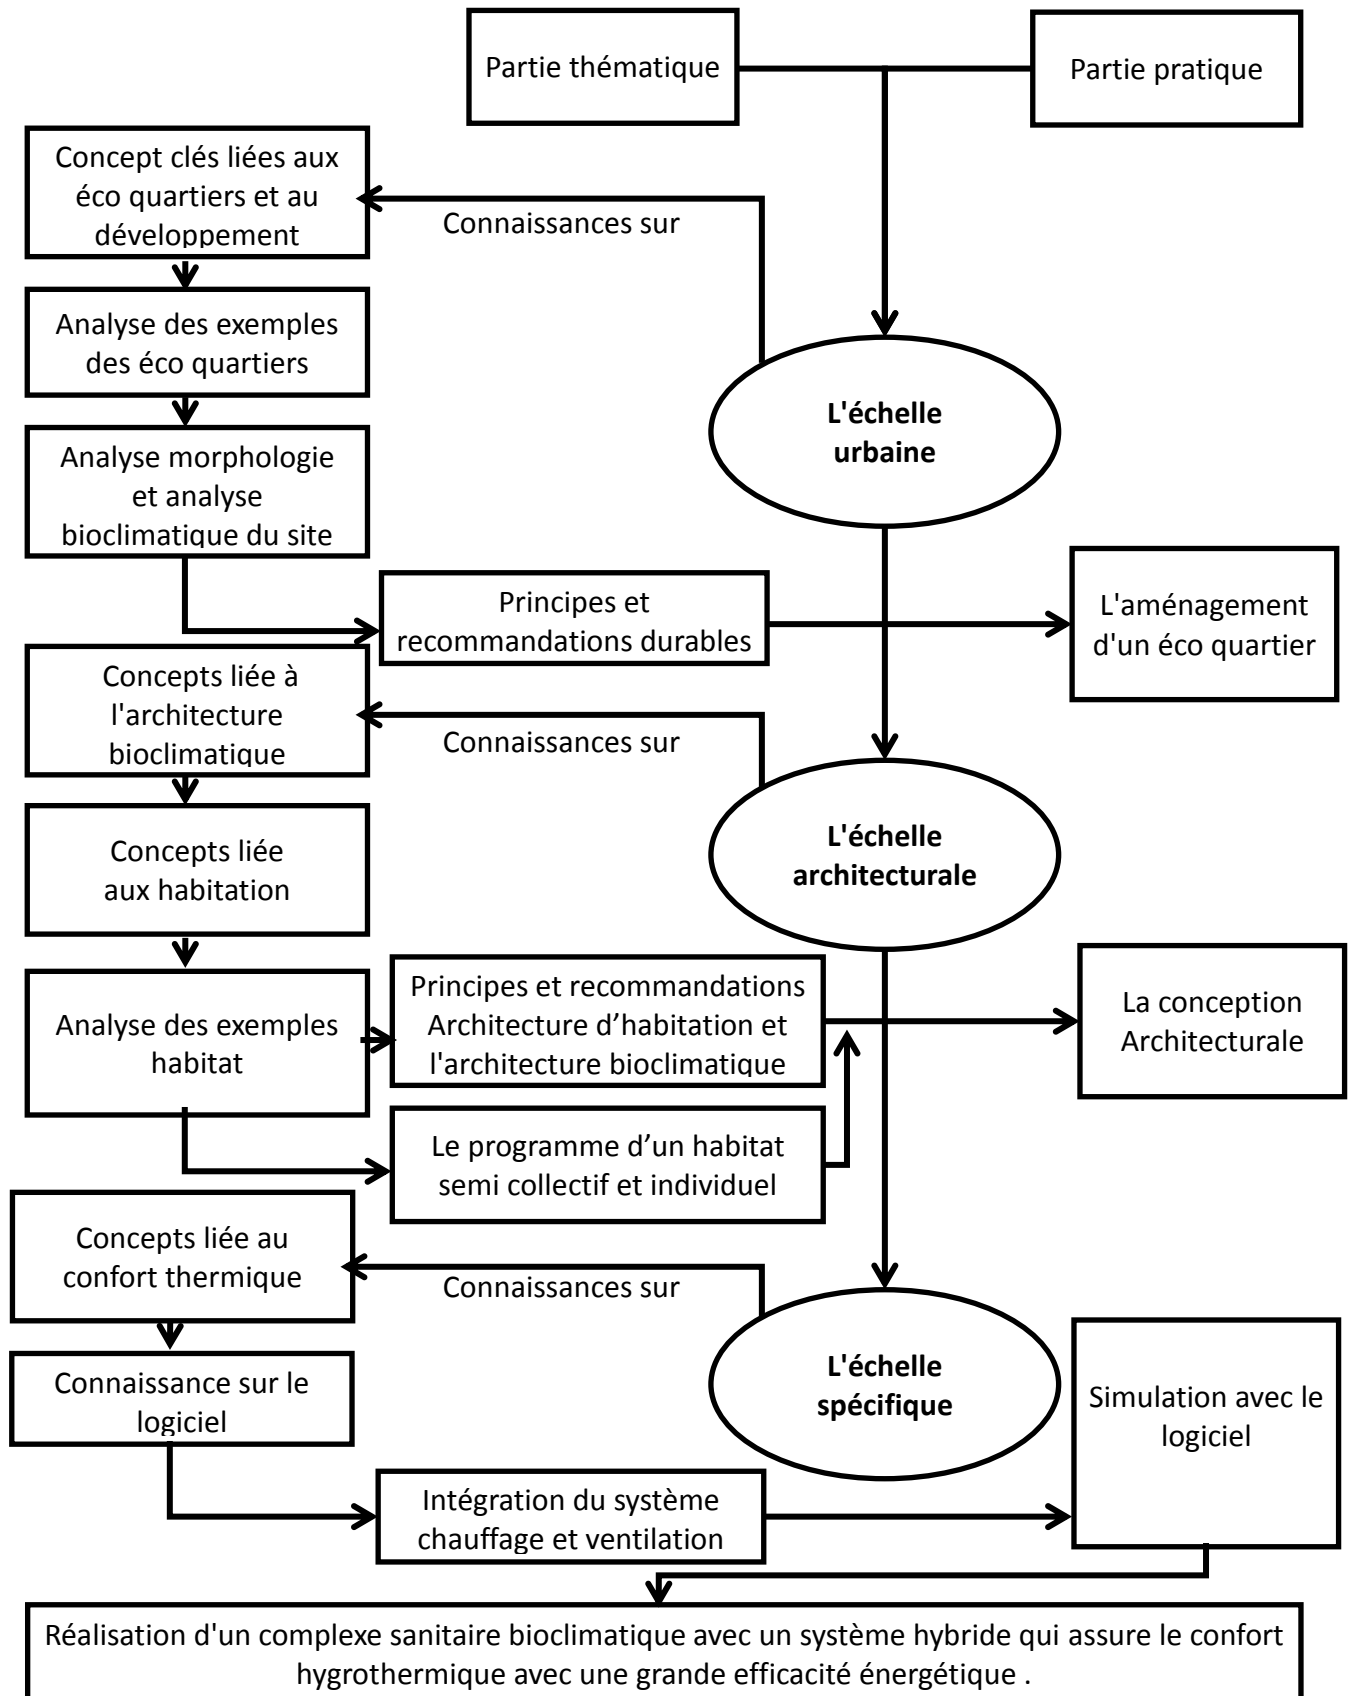 Partie thématique
Partie pratique
Concept clés liées aux
éco quartiers et au
développement
Connaissances sur
Analyse des exemples
des éco quartiers
L'échelle
urbaine
Analyse morphologie
et analyse
bioclimatique du site
Principes et
recommandations durables
L'aménagement
d'un éco quartier
Concepts liée à
l'architecture
bioclimatique
Connaissances sur
Concepts liée
aux habitation
L'échelle
architecturale
Analyse des exemples
habitat
Principes et recommandations
Architecture d’habitation et
l'architecture bioclimatique
La conception
Architecturale
Le programme d’un habitat
semi collectif et individuel
Concepts liée au
confort thermique
Connaissances sur
Connaissance sur le
logiciel
L'échelle
spécifique
Simulation avec le
logiciel
Intégration du système
chauffage et ventilation
Réalisation d'un complexe sanitaire bioclimatique avec un système hybride qui assure le confort
hygrothermique avec une grande efficacité énergétique .